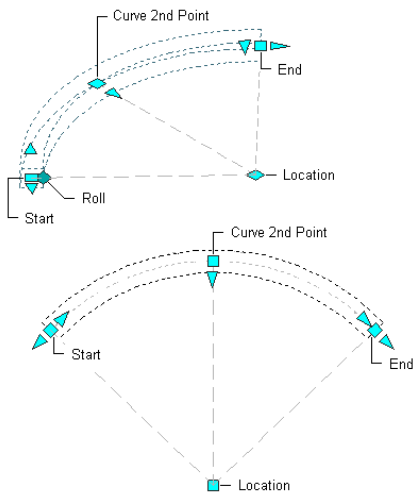 Curve 2nd Point
End
Location
Roll
Start
Curve 2nd Point
Start
End
Location